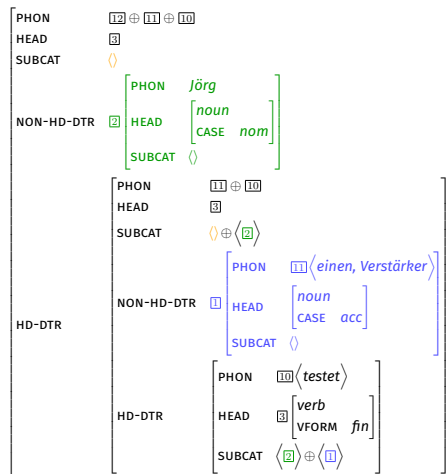 PHON 12 ⊕ 11 ⊕ 10
HEAD 3
SUBCAT ⟨⟩
NON-HD-DTR 2
PHON Jörg
HEAD noun
CASE nom
SUBCAT ⟨⟩
HD-DTR
PHON 11 ⊕ 10
HEAD 3
SUBCAT ⟨⟩ ⊕ ⟨2⟩
NON-HD-DTR 1
PHON 11 ⟨einen, Verstärker⟩
HEAD noun
CASE acc
SUBCAT ⟨⟩
HD-DTR
PHON 10 ⟨testet⟩
HEAD 3 verb
VFORM fin
SUBCAT ⟨2⟩ ⊕ ⟨1⟩